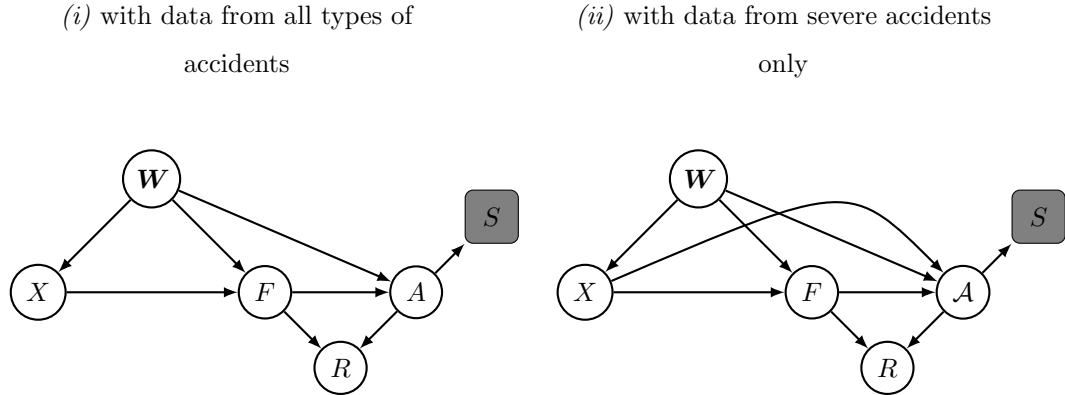 (i) with data from all types of
accidents
W
S
X
F
A
R
(ii) with data from severe accidents
only
W
S
X
F
𝒜
R